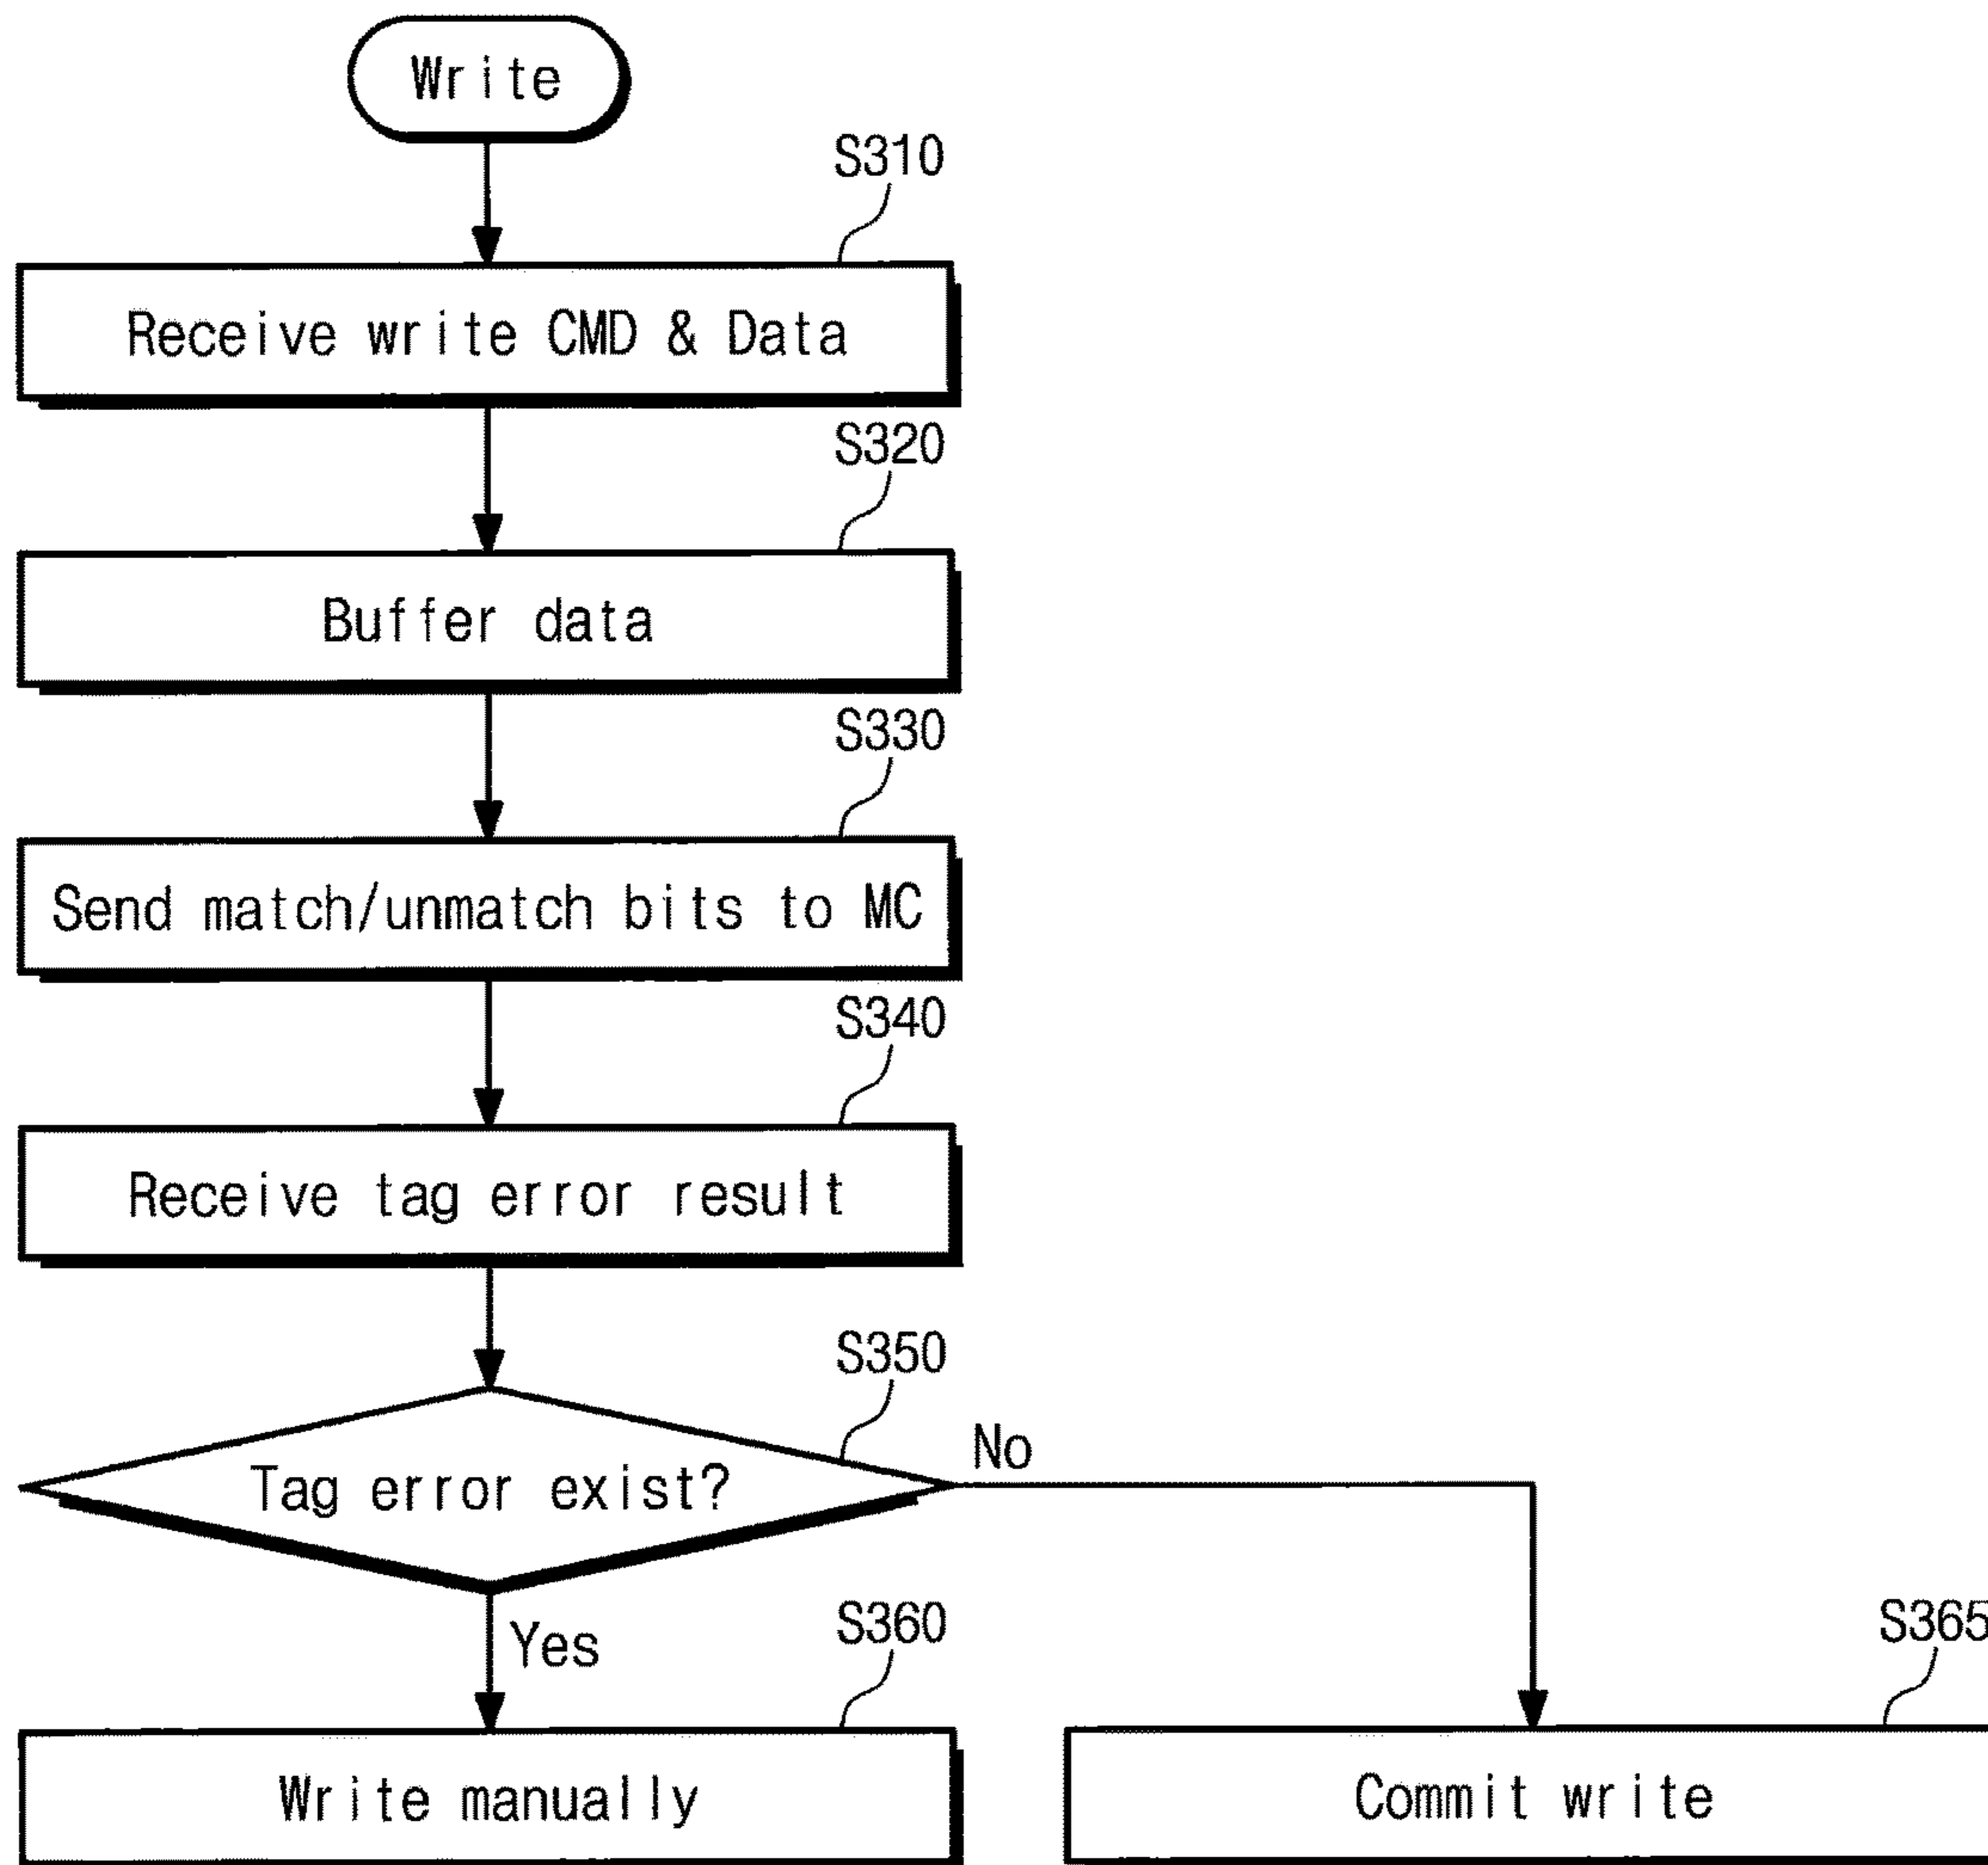 Write
S310
Receive write CMD & Data
S320
Buffer data
S330
Send match/unmatch bits to MC
S340
Receive tag error result
S350
Tag error exist?
No
Yes
S360
S365
Write manually
Commit write